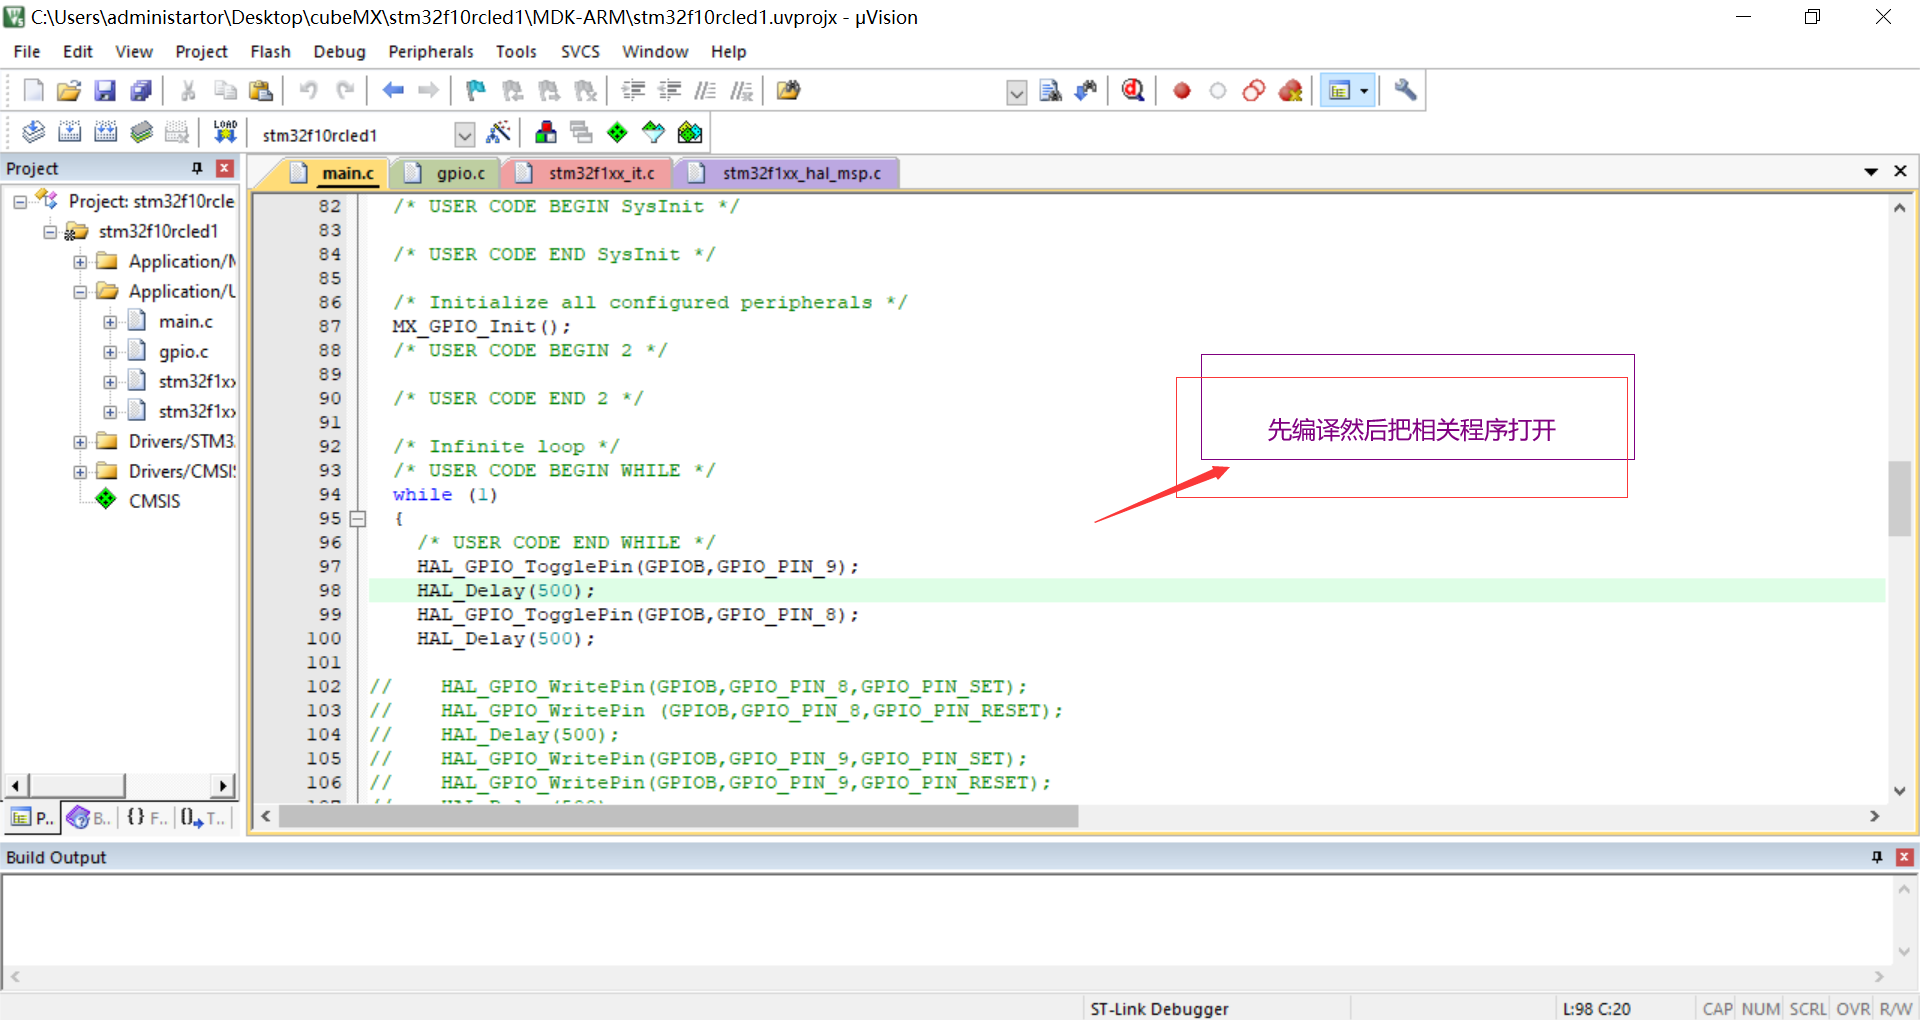 C:\Users\administartor\Desktop\cubeMX\stm32f10rcled1\MDK-ARM\stm32f10rcled1.uvprojx - µVision
File Edit View Project Flash Debug Peripherals Tools SVCS Window Help
LOAD stm32f10rcled1
Project
main.c gpio.c stm32f1xx_it.c stm32f1xx_hal_msp.c
Project: stm32f10rcle
stm32f10rcled1
Application/M
Application/U
main.c
gpio.c
stm32f1xx
stm32f1xx
Drivers/STM3
Drivers/CMSIS
CMSIS
P.. B.. {} F.. T..
82 /* USER CODE BEGIN SysInit */
83
84 /* USER CODE END SysInit */
85
86 /* Initialize all configured peripherals */
87 MX_GPIO_Init();
88 /* USER CODE BEGIN 2 */
89
90 /* USER CODE END 2 */
91
92 /* Infinite loop */
93 /* USER CODE BEGIN WHILE */
94 while (1)
95 {
96 /* USER CODE END WHILE */
97 HAL_GPIO_TogglePin(GPIOB,GPIO_PIN_9);
98 HAL_Delay(500);
99 HAL_GPIO_TogglePin(GPIOB,GPIO_PIN_8);
100 HAL_Delay(500);
101
102 // HAL_GPIO_WritePin(GPIOB,GPIO_PIN_8,GPIO_PIN_SET);
103 // HAL_GPIO_WritePin (GPIOB,GPIO_PIN_8,GPIO_PIN_RESET);
104 // HAL_Delay(500);
105 // HAL_GPIO_WritePin(GPIOB,GPIO_PIN_9,GPIO_PIN_SET);
106 // HAL_GPIO_WritePin(GPIOB,GPIO_PIN_9,GPIO_PIN_RESET);
先编译然后把相关程序打开
Build Output
ST-Link Debugger L:98 C:20 CAP NUM SCRL OVR R/W